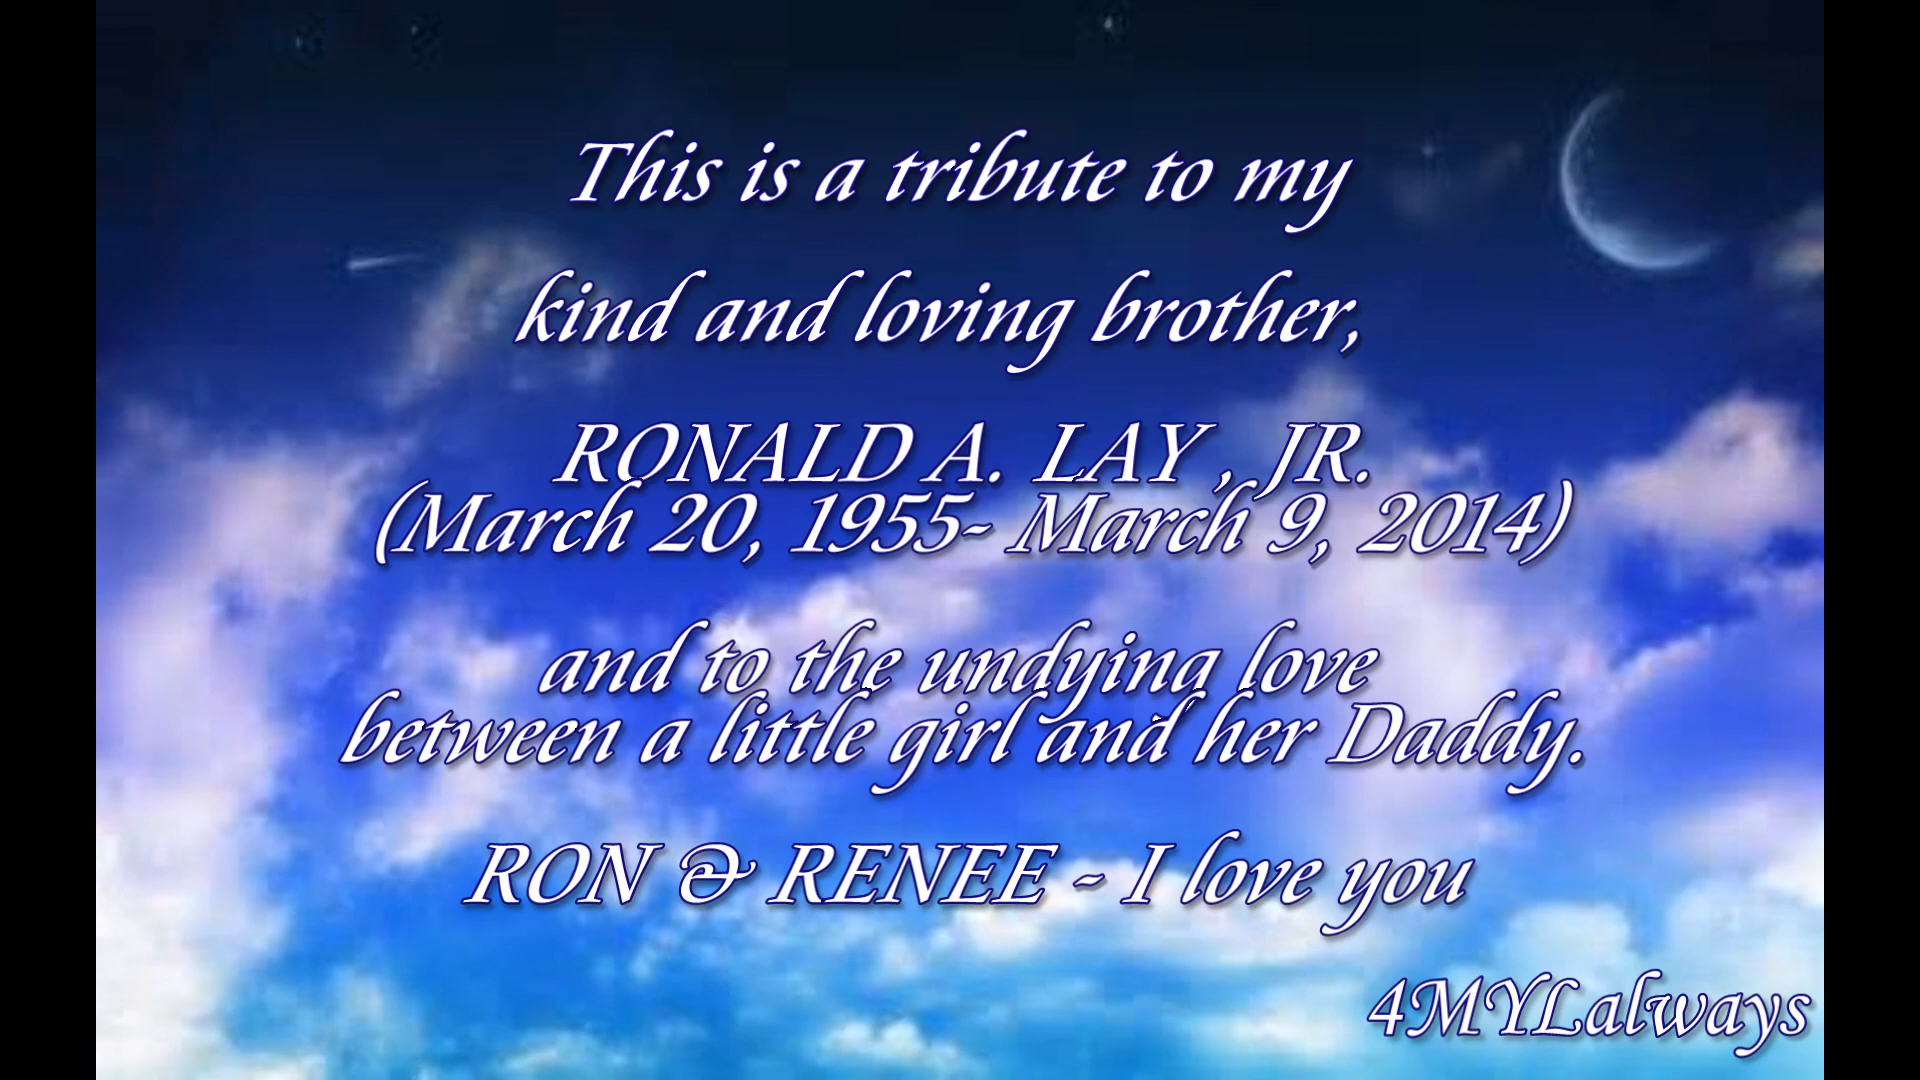 This is a tribute to my
kind and loving brother,
RONALD A. LAY , JR.
(March 20, 1955- March 9, 2014)
and to the undying love
between a little girl and her Daddy.
RON & RENEE - I love you
4MYLalways